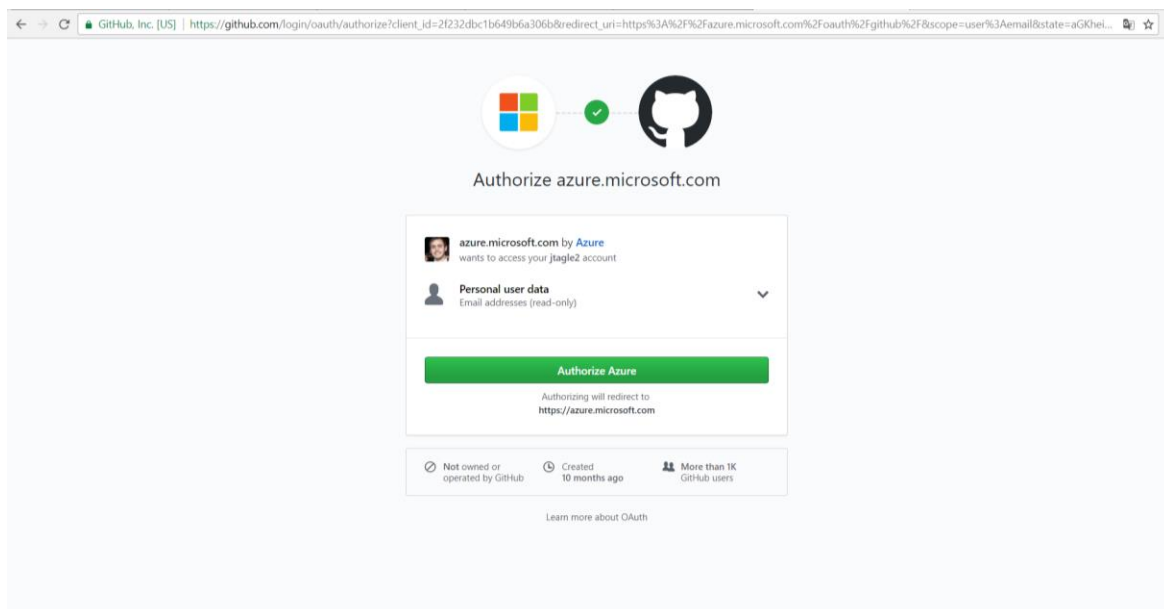 GitHub, Inc. [US] | https://github.com/login/oauth/authorize?client_id=2f232dbc1b649b6a306b&redirect_uri=https%3A%2F%2Fazure.microsoft.com%2Foauth%2Fgithub%2F&scope=user%3Aemail&state=aGKhei...
Authorize azure.microsoft.com
azure.microsoft.com by Azure
wants to access your jtagle2 account
Personal user data
Email addresses (read-only)
Authorize Azure
Authorizing will redirect to
https://azure.microsoft.com
Not owned or
operated by GitHub
Created
10 months ago
More than 1K
GitHub users
Learn more about OAuth